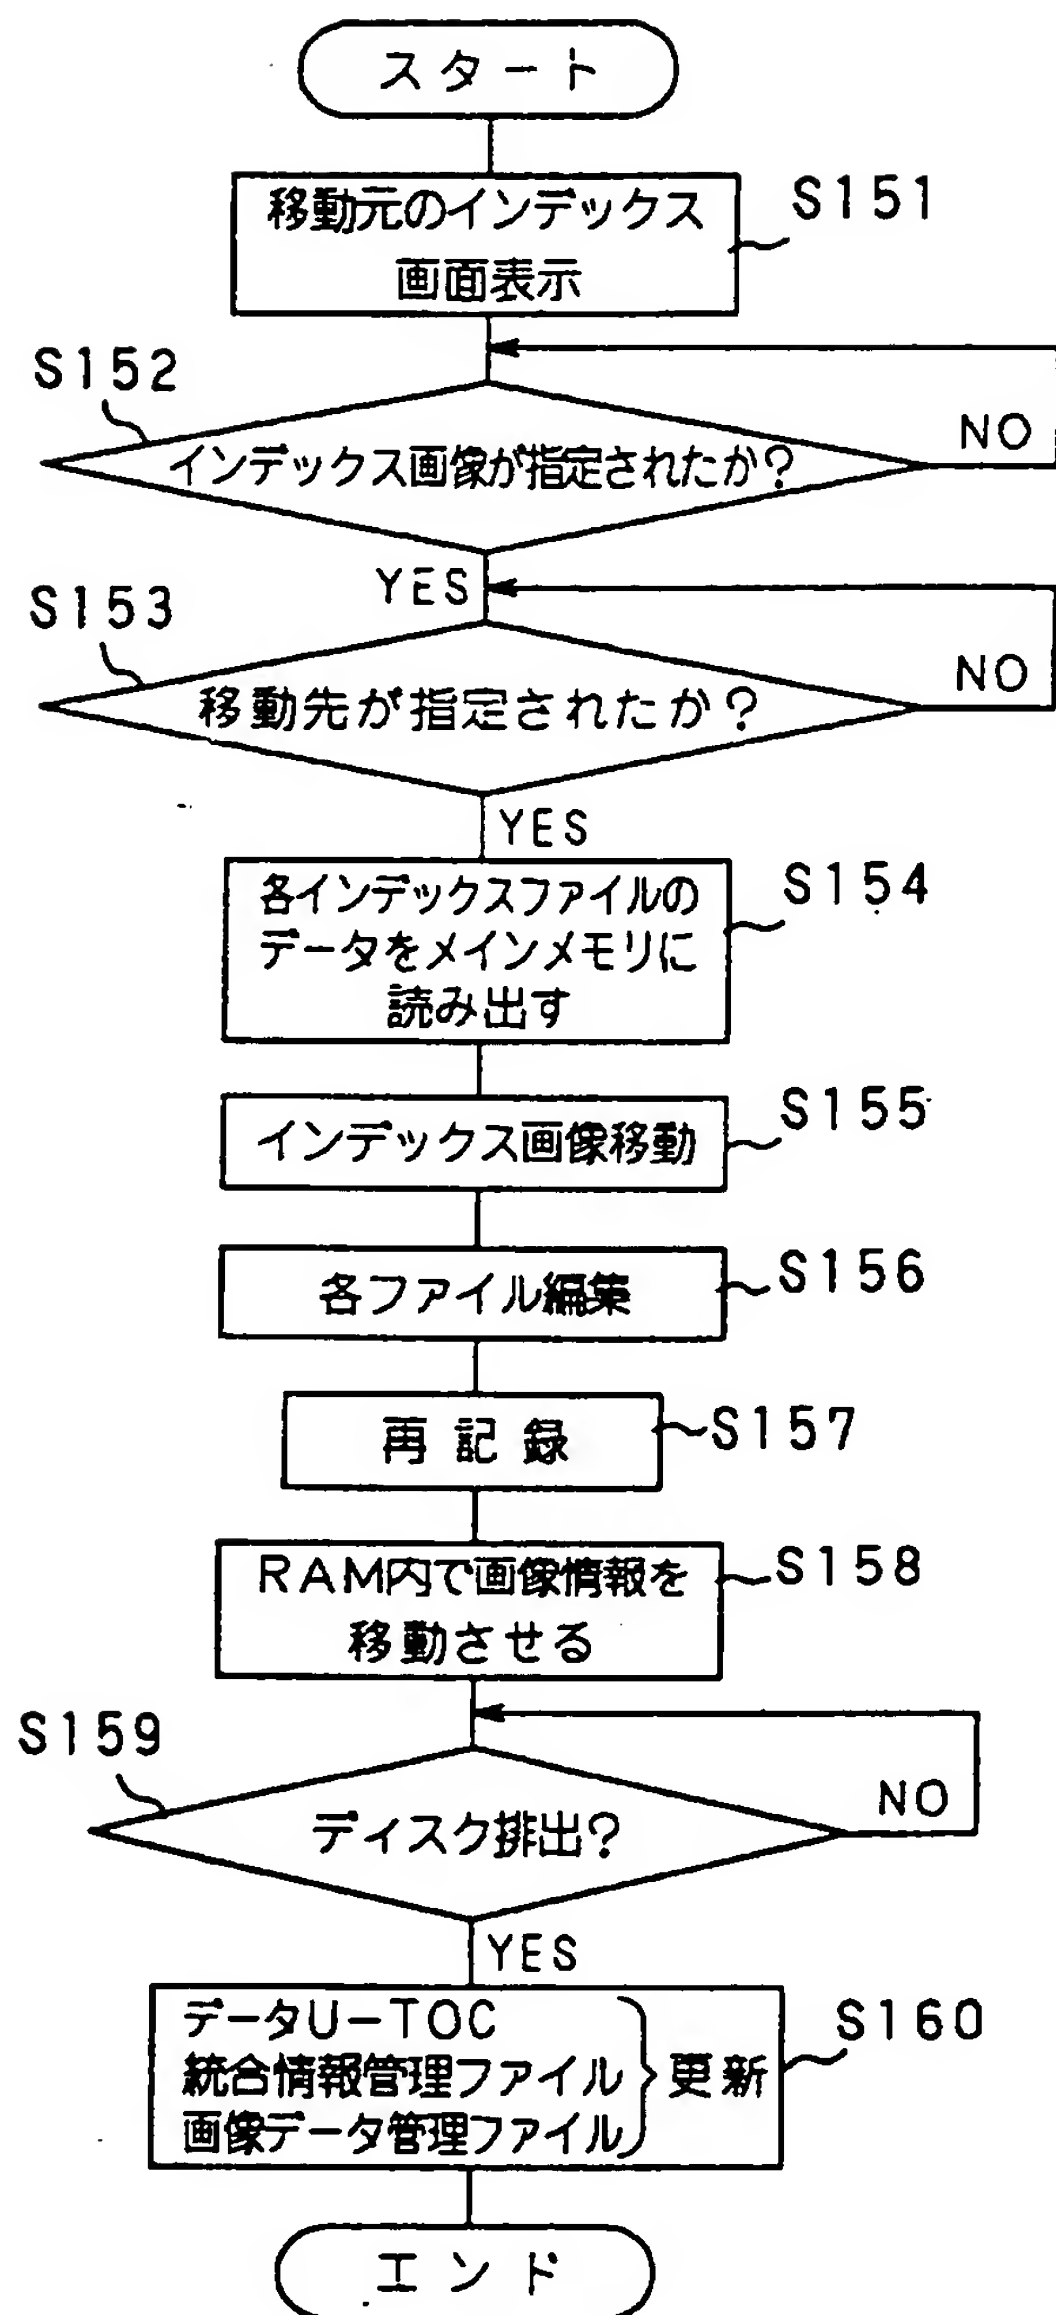 スタート
S151
移動元のインデックス
画面表示
S152
NO
インデックス画像が指定されたか？
YES
S153
NO
移動先が指定されたか？
YES
S154
各インデックスファイルの
データをメインメモリに
読み出す
S155
インデックス画像移動
S156
各ファイル編集
再記録
S157
S158
RAM内で画像情報を
移動させる
S159
NO
ディスク排出？
YES
S160
データU-TOC
統合情報管理ファイル
画像データ管理ファイル
更新
エンド